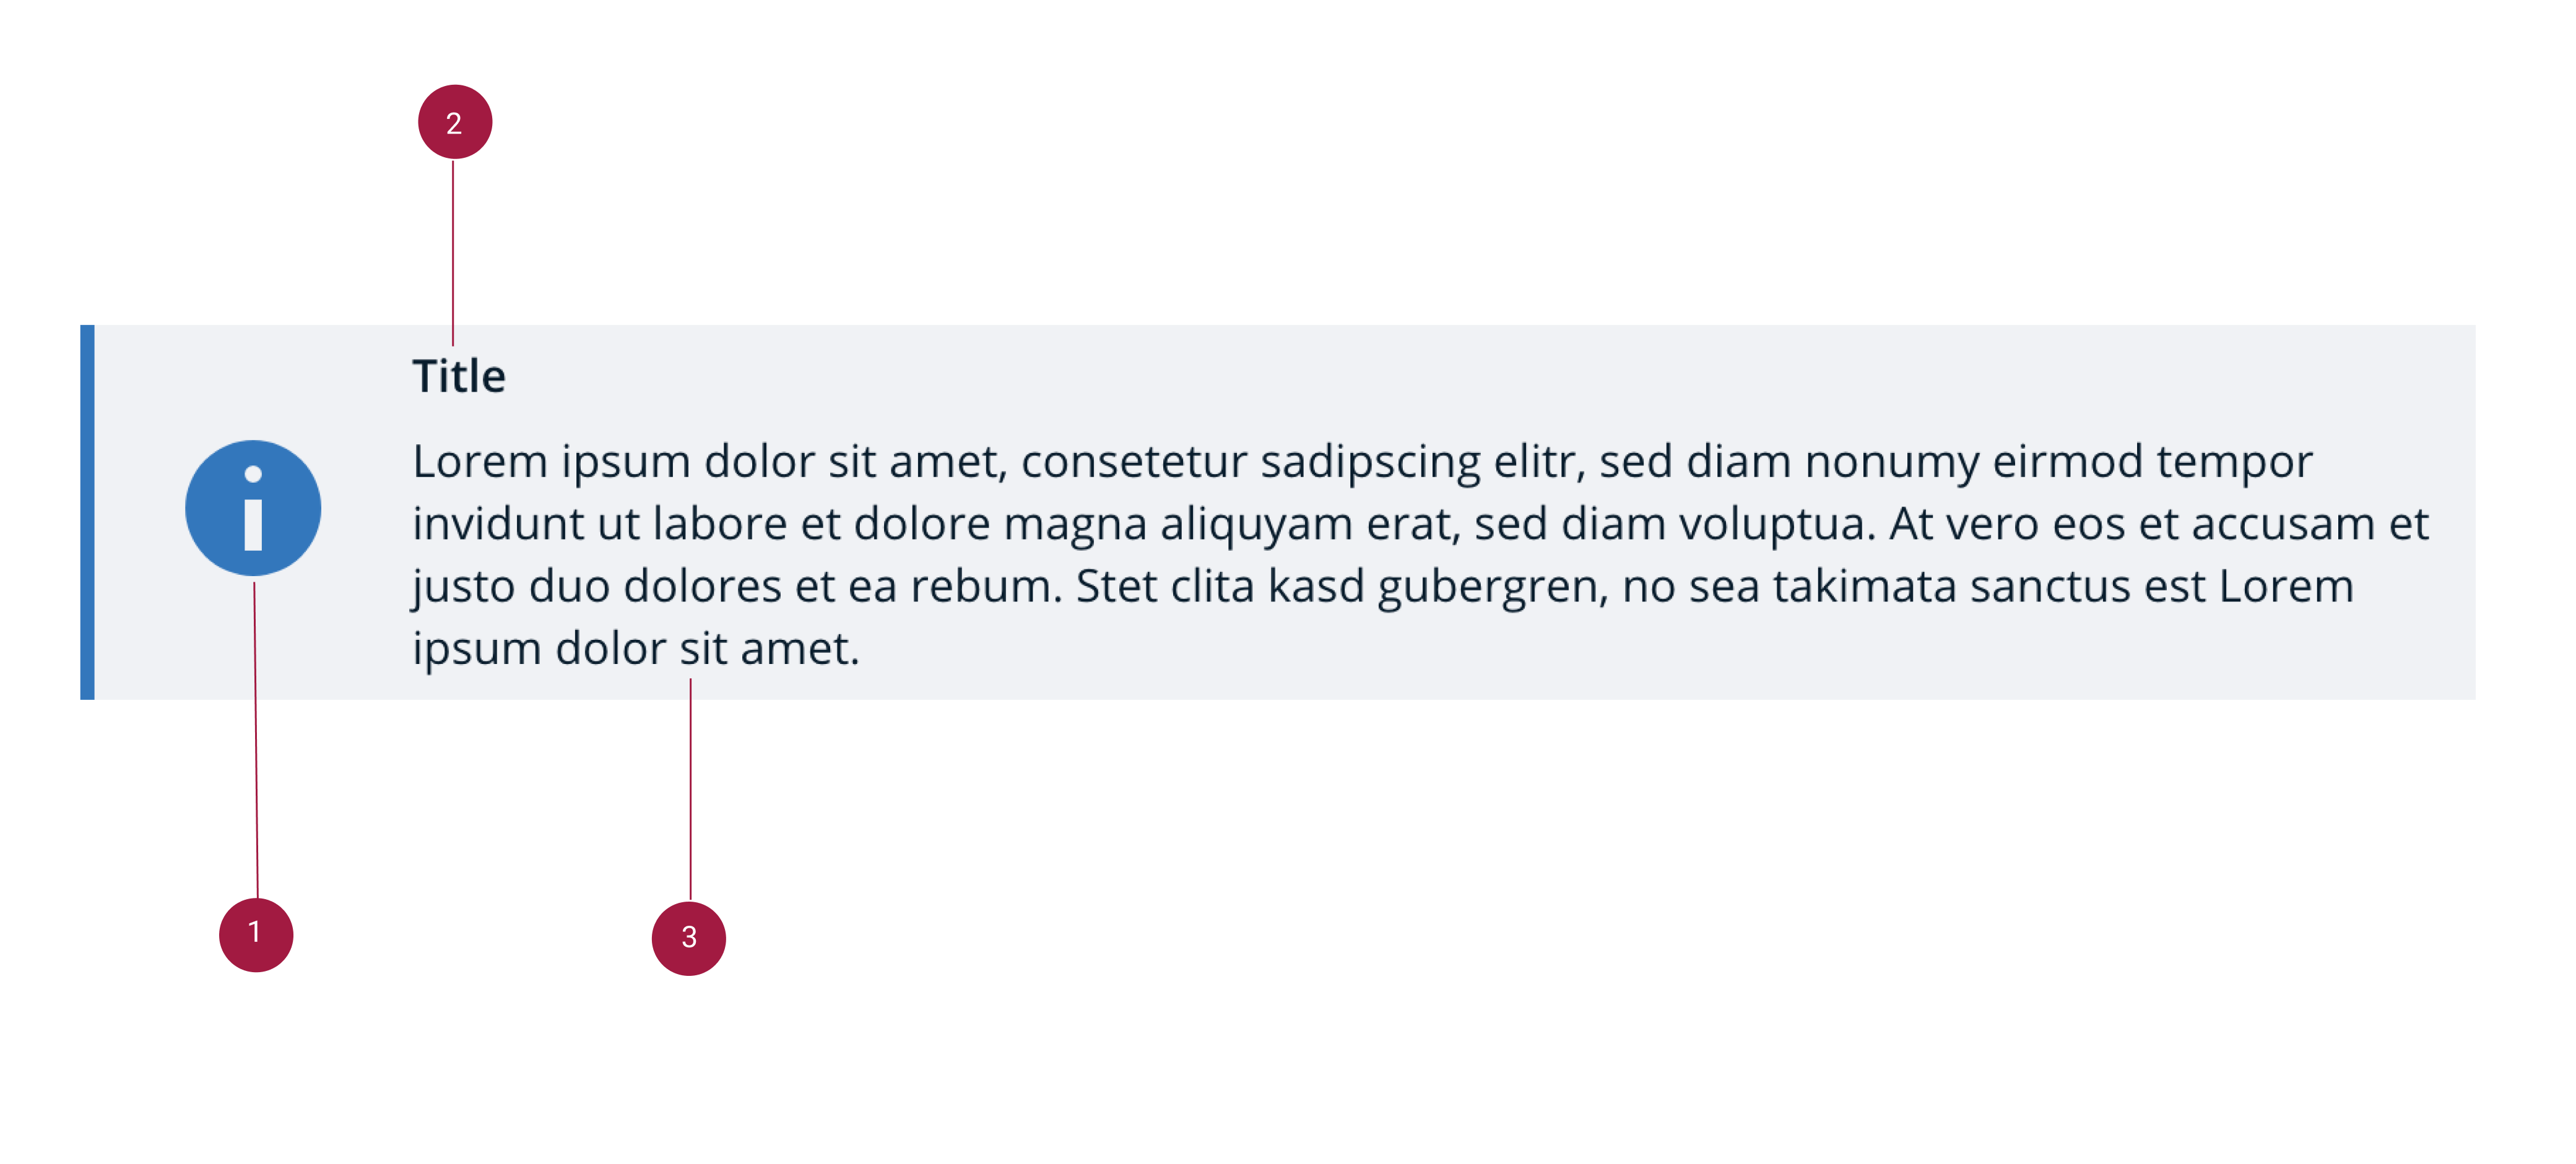 2
Title
Lorem ipsum dolor sit amet, consetetur sadipscing elitr, sed diam nonumy eirmod tempor
invidunt ut labore et dolore magna aliquyam erat, sed diam voluptua. At vero eos et accusam et
justo duo dolores et ea rebum. Stet clita kasd gubergren, no sea takimata sanctus est Lorem
ipsum dolor sit amet.
1
3